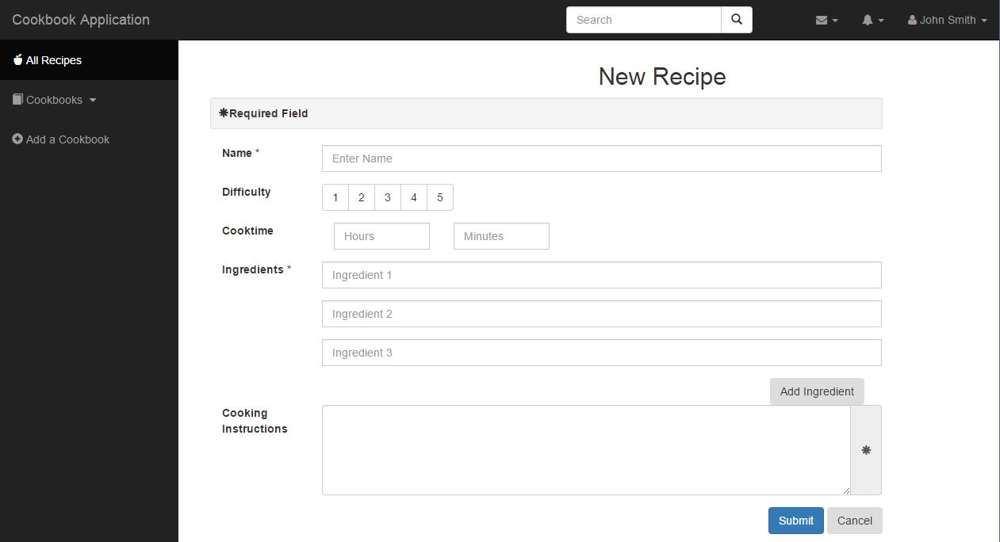 Cookbook Application
Search
John Smith
All Recipes
Cookbooks
Add a Cookbook
New Recipe
✱Required Field
Name *
Enter Name
Difficulty
1 2 3 4 5
Cooktime
Hours Minutes
Ingredients *
Ingredient 1
Ingredient 2
Ingredient 3
Add Ingredient
Cooking
Instructions
✱
Submit Cancel